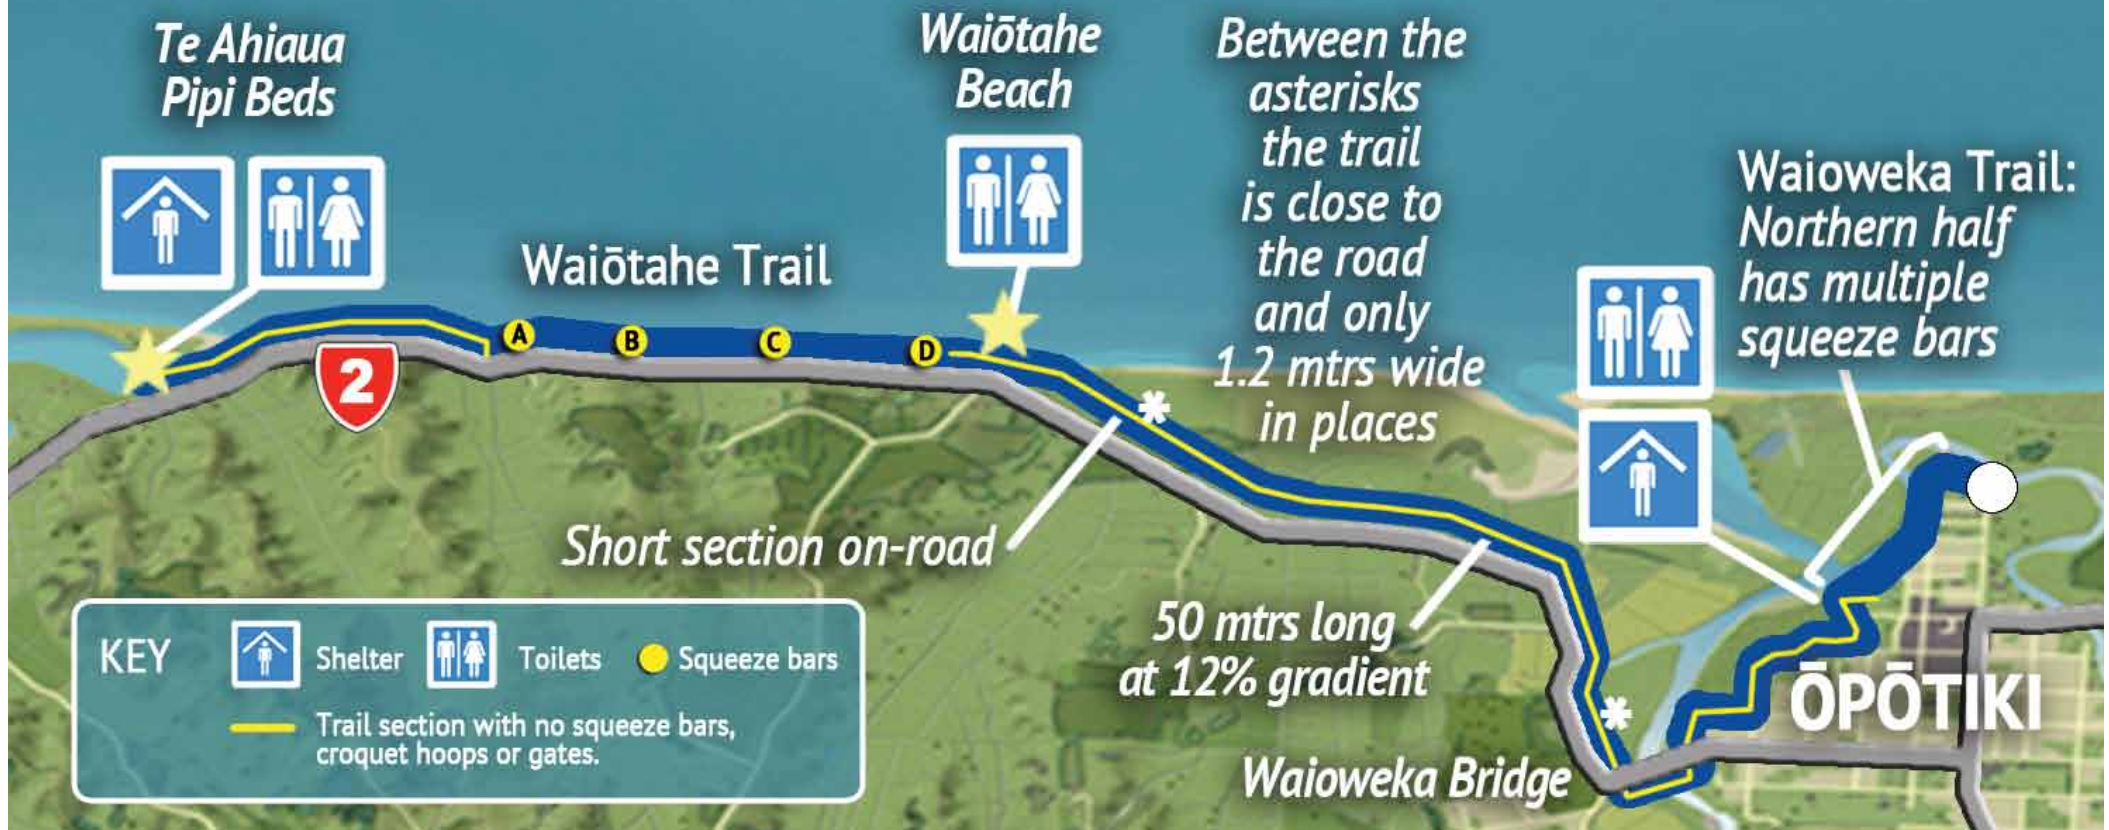 Te Ahiaua
Pipi Beds
Waiōtahe
Beach
Between the
asterisks
the trail
is close to
the road
and only
1.2 mtrs wide
in places
Waioweka Trail:
Northern half
has multiple
squeeze bars
Waiōtahe Trail
A
B
C
D
2
*
Short section on-road
50 mtrs long
at 12% gradient
*
ŌPŌTIKI
Waioweka Bridge
KEY
Shelter
Toilets
Squeeze bars
Trail section with no squeeze bars,
croquet hoops or gates.